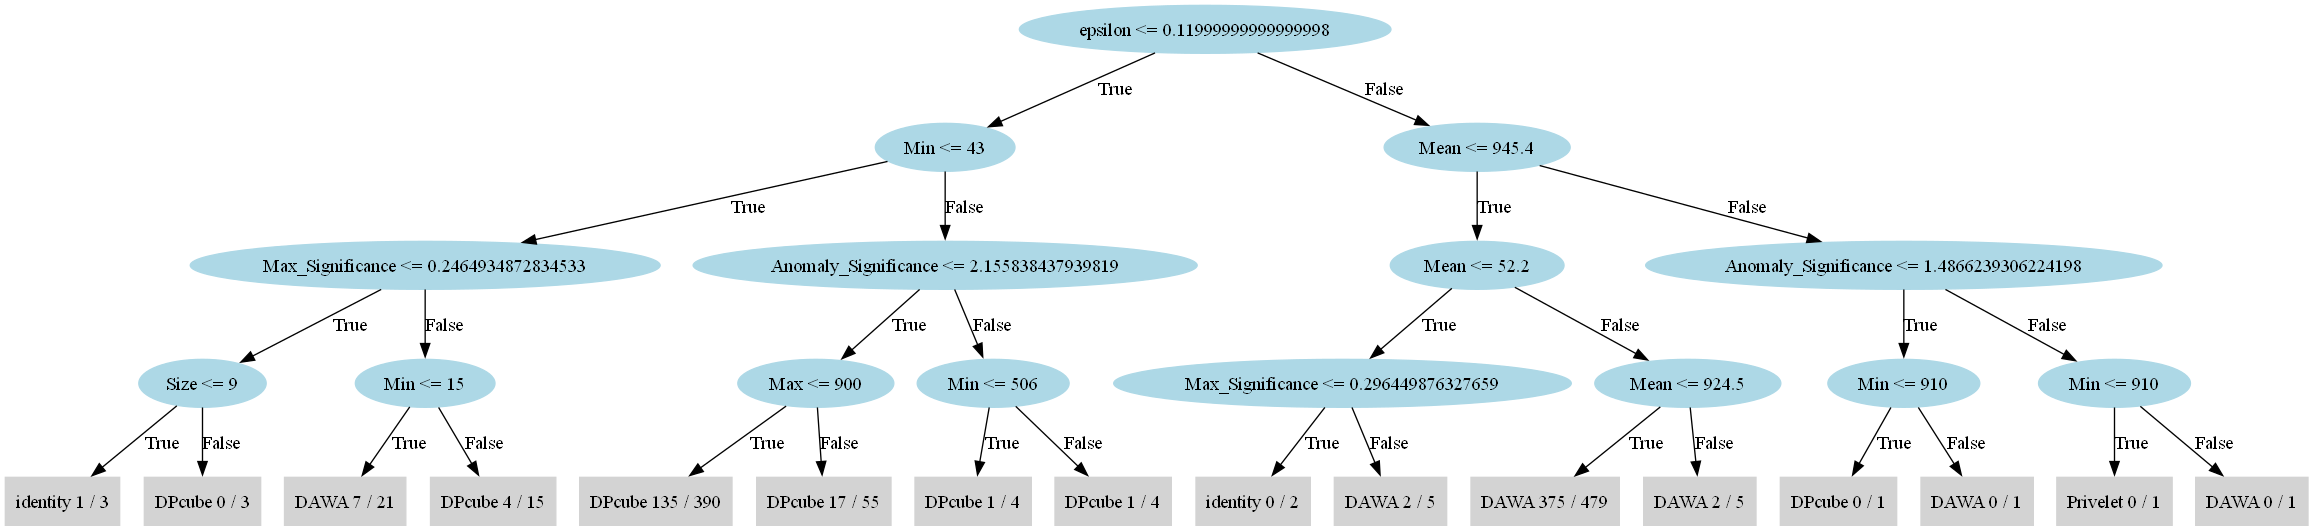 epsilon <= 0.11999999999999998
True
False
Min <= 43
Mean <= 945.4
True
False
True
False
Max_Significance <= 0.2464934872834533
Anomaly_Significance <= 2.155838437939819
Mean <= 52.2
Anomaly_Significance <= 1.4866239306224198
True
False
True
False
True
False
True
False
Size <= 9
Min <= 15
Max <= 900
Min <= 506
Max_Significance <= 0.296449876327659
Mean <= 924.5
Min <= 910
Min <= 910
True
False
True
False
True
False
True
False
True
False
True
False
True
False
True
False
identity 1 / 3
DPcube 0 / 3
DAWA 7 / 21
DPcube 4 / 15
DPcube 135 / 390
DPcube 17 / 55
DPcube 1 / 4
DPcube 1 / 4
identity 0 / 2
DAWA 2 / 5
DAWA 375 / 479
DAWA 2 / 5
DPcube 0 / 1
DAWA 0 / 1
Privelet 0 / 1
DAWA 0 / 1